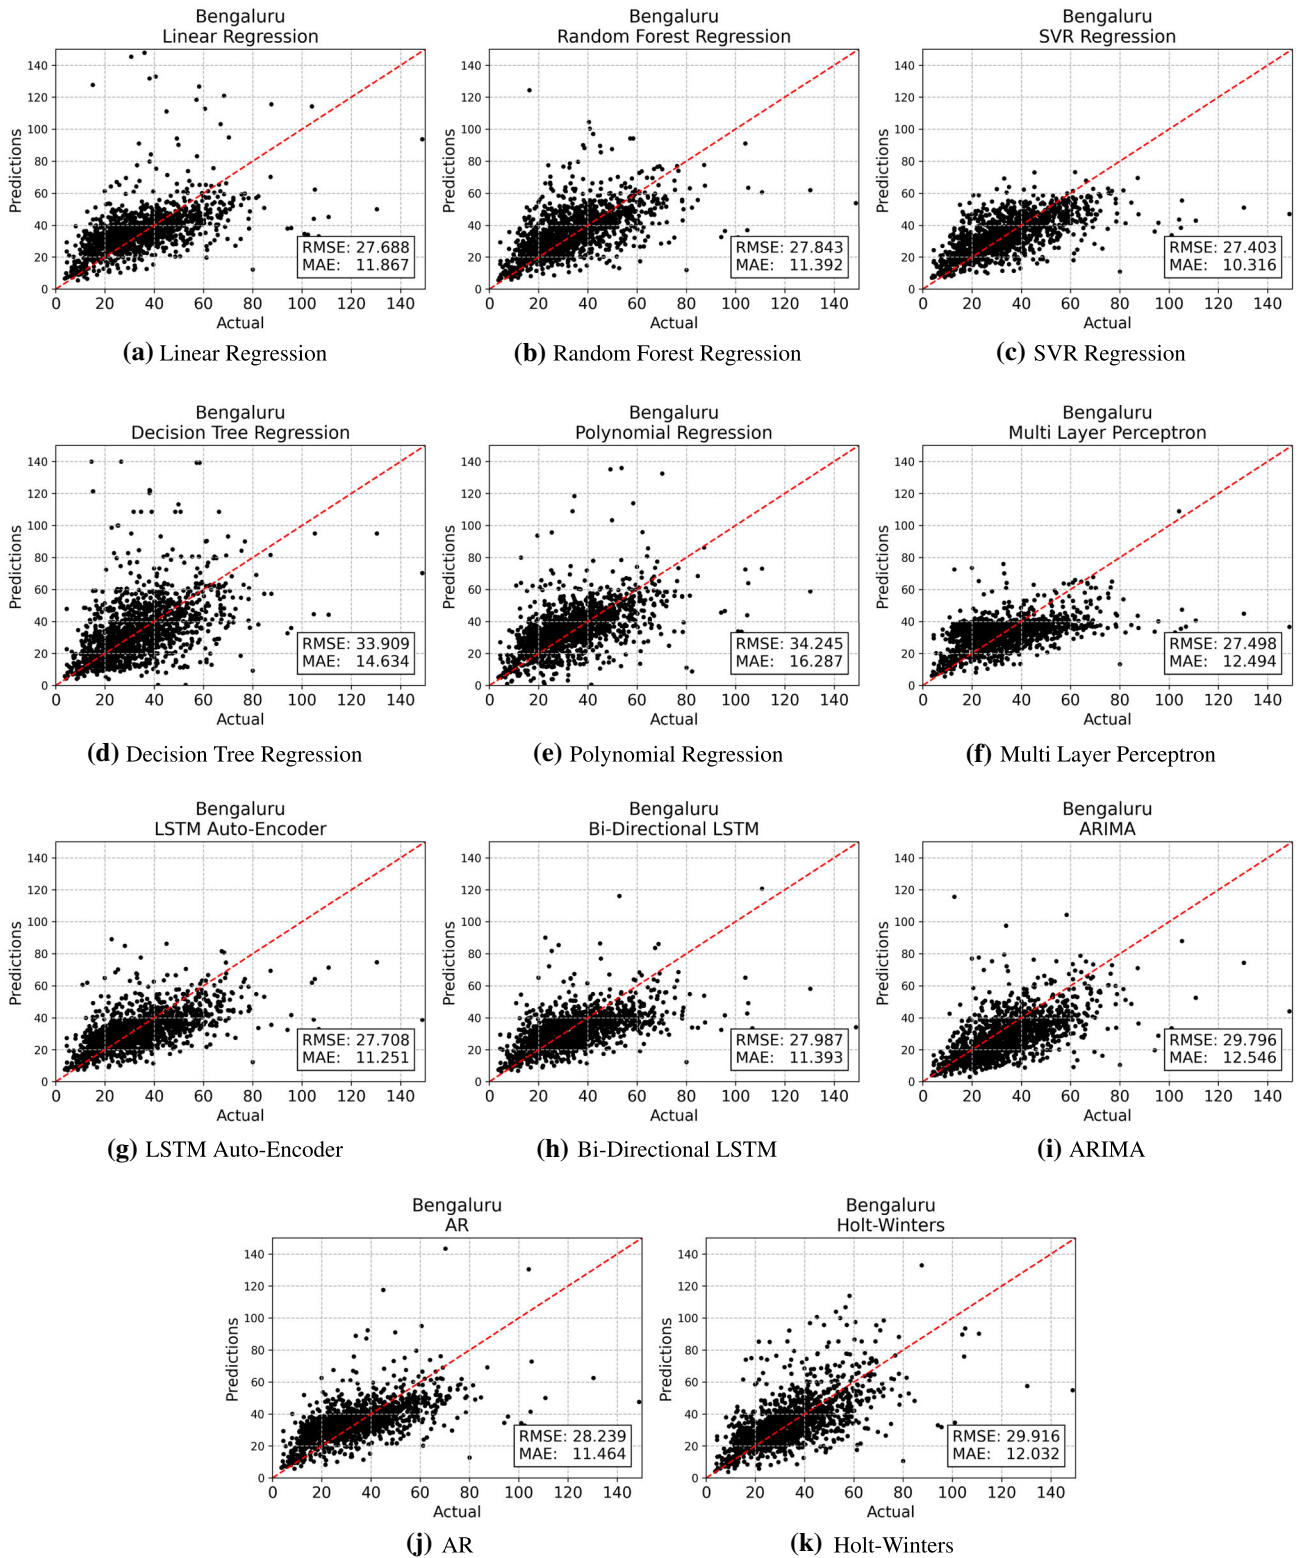 Bengaluru
Linear Regression
Predictions
140
120
100
80
60
40
20
0
RMSE: 27.688
MAE: 11.867
0 20 40 60 80 100 120 140
Actual
(a) Linear Regression
Bengaluru
Random Forest Regression
Predictions
140
120
100
80
60
40
20
0
RMSE: 27.843
MAE: 11.392
0 20 40 60 80 100 120 140
Actual
(b) Random Forest Regression
Bengaluru
SVR Regression
Predictions
140
120
100
80
60
40
20
0
RMSE: 27.403
MAE: 10.316
0 20 40 60 80 100 120 140
Actual
(c) SVR Regression
Bengaluru
Decision Tree Regression
Predictions
140
120
100
80
60
40
20
0
RMSE: 33.909
MAE: 14.634
0 20 40 60 80 100 120 140
Actual
(d) Decision Tree Regression
Bengaluru
Polynomial Regression
Predictions
140
120
100
80
60
40
20
0
RMSE: 34.245
MAE: 16.287
0 20 40 60 80 100 120 140
Actual
(e) Polynomial Regression
Bengaluru
Multi Layer Perceptron
Predictions
140
120
100
80
60
40
20
0
RMSE: 27.498
MAE: 12.494
0 20 40 60 80 100 120 140
Actual
(f) Multi Layer Perceptron
Bengaluru
LSTM Auto-Encoder
Predictions
140
120
100
80
60
40
20
0
RMSE: 27.708
MAE: 11.251
0 20 40 60 80 100 120 140
Actual
(g) LSTM Auto-Encoder
Bengaluru
Bi-Directional LSTM
Predictions
140
120
100
80
60
40
20
0
RMSE: 27.987
MAE: 11.393
0 20 40 60 80 100 120 140
Actual
(h) Bi-Directional LSTM
Bengaluru
ARIMA
Predictions
140
120
100
80
60
40
20
0
RMSE: 29.796
MAE: 12.546
0 20 40 60 80 100 120 140
Actual
(i) ARIMA
Bengaluru
AR
Predictions
140
120
100
80
60
40
20
0
RMSE: 28.239
MAE: 11.464
0 20 40 60 80 100 120 140
Actual
(j) AR
Bengaluru
Holt-Winters
Predictions
140
120
100
80
60
40
20
0
RMSE: 29.916
MAE: 12.032
0 20 40 60 80 100 120 140
Actual
(k) Holt-Winters